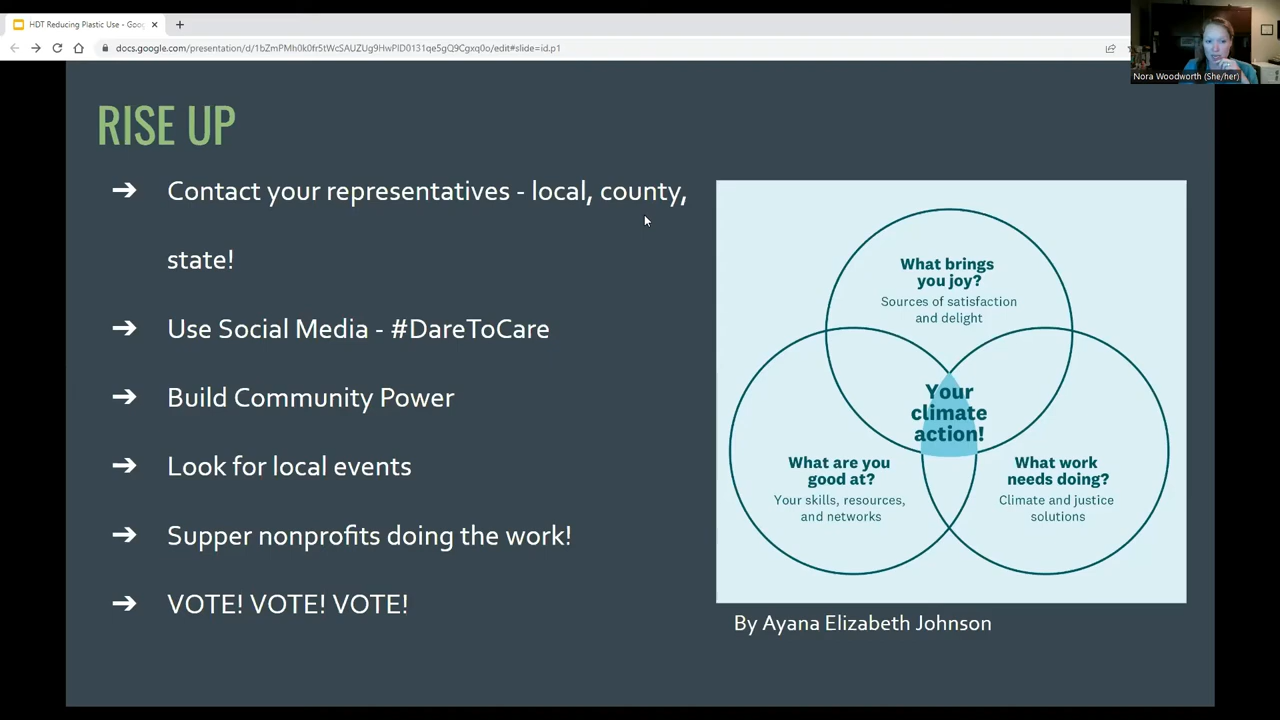 HDT Reducing Plastic Use - Goog
docs.google.com/presentation/d/1bZmPMh0k0fr5tWcSAUZUg9HwPlD0131qe5gQ9Cgxq0o/edit#slide=id.p1
Nora Woodworth (She/her)
RISE UP
➔ Contact your representatives - local, county,
state!
➔ Use Social Media - #DareToCare
➔ Build Community Power
➔ Look for local events
➔ Supper nonprofits doing the work!
➔ VOTE! VOTE! VOTE!
What brings
you joy?
Sources of satisfaction
and delight
Your
climate
action!
What are you
good at?
Your skills, resources,
and networks
What work
needs doing?
Climate and justice
solutions
By Ayana Elizabeth Johnson